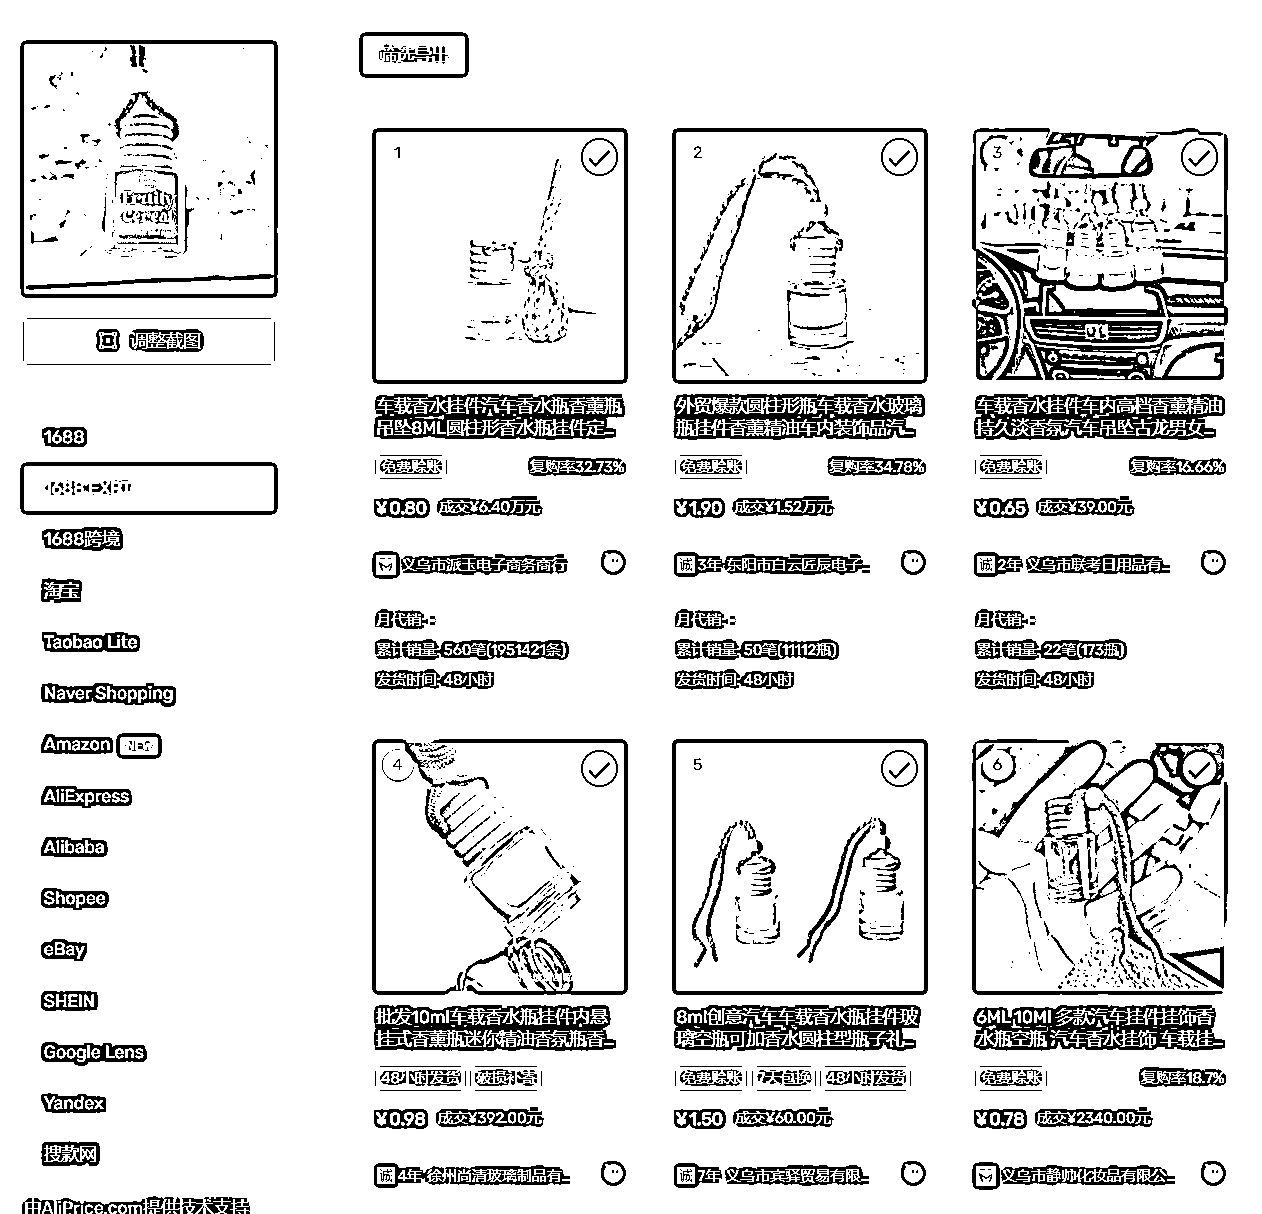 Fruity
Cereal
调整截图
1688
1688 EXPRT
1688跨境
淘宝
Taobao Lite
Naver Shopping
Amazon NEW
AliExpress
Alibaba
Shopee
eBay
SHEIN
Google Lens
Yandex
搜款网
由AliPrice.com提供技术支持
筛选导出
1
车载香水挂件汽车香水瓶香薰瓶
吊坠8ML圆柱形香水瓶挂件定...
免费赊账 复购率32.73%
¥0.80 成交¥6.40万元
义乌市派玉电子商务商行
月代销: -
累计销量: 560笔(1951421条)
发货时间: 48小时
2
外贸爆款圆柱形瓶车载香水玻璃
瓶挂件香薰精油车内装饰品汽...
免费赊账 复购率34.78%
¥1.90 成交¥1.52万元
诚 3年 东阳市白云匠辰电子...
月代销: -
累计销量: 50笔(11112瓶)
发货时间: 48小时
3
车载香水挂件车内高档香薰精油
持久淡香氛汽车吊坠古龙男女...
免费赊账 复购率16.66%
¥0.65 成交¥39.00元
诚 2年 义乌市联考日用品有...
月代销: -
累计销量: 22笔(173瓶)
发货时间: 48小时
4
批发10ml车载香水瓶挂件内悬
挂式香薰瓶迷你精油香氛瓶香...
48小时发货 破损补寄
¥0.98 成交¥392.00元
诚 4年 徐州尚清玻璃制品有...
5
8ml创意汽车车载香水瓶挂件玻
璃空瓶可加香水圆柱型瓶子礼...
免费赊账 7天包换 48小时发货
¥1.50 成交¥60.00元
诚 7年 义乌市宾驿贸易有限...
6
6ML,10Ml 多款汽车挂件挂饰香
水瓶空瓶 汽车香水挂饰 车载挂...
免费赊账 复购率18.7%
¥0.78 成交¥2340.00元
义乌市静帅化妆品有限公...